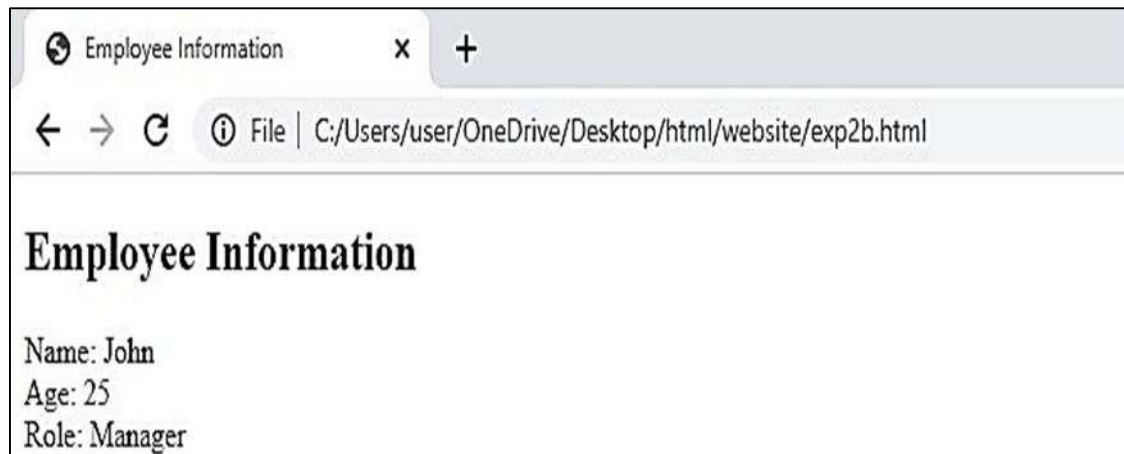 Employee Information
File | C:/Users/user/OneDrive/Desktop/html/website/exp2b.html
Employee Information
Name: John
Age: 25
Role: Manager